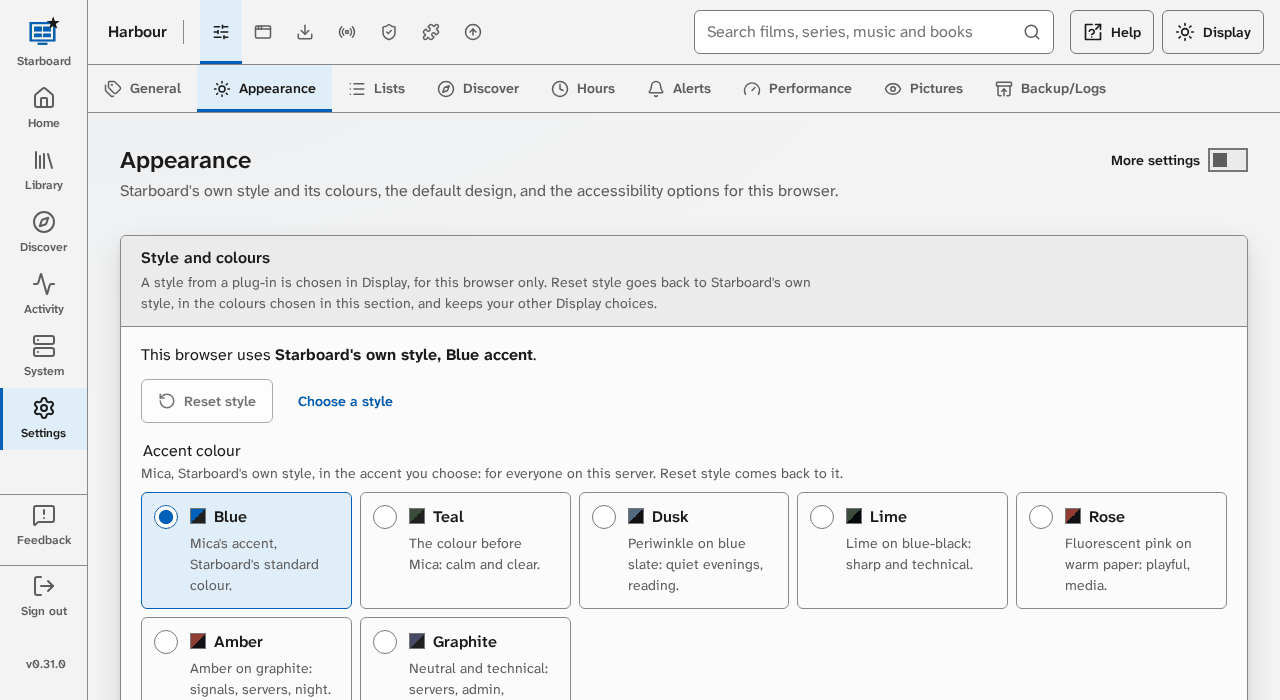 Starboard
Home
Library
Discover
Activity
System
Settings
Feedback
Sign out
v0.31.0
Harbour
Search films, series, music and books
Help
Display
General
Appearance
Lists
Discover
Hours
Alerts
Performance
Pictures
Backup/Logs
Appearance
More settings
Starboard's own style and its colours, the default design, and the accessibility options for this browser.
Style and colours
A style from a plug-in is chosen in Display, for this browser only. Reset style goes back to Starboard's own
style, in the colours chosen in this section, and keeps your other Display choices.
This browser uses Starboard's own style, Blue accent.
Reset style
Choose a style
Accent colour
Mica, Starboard's own style, in the accent you choose: for everyone on this server. Reset style comes back to it.
Blue
Mica's accent,
Starboard's standard
colour.
Teal
The colour before
Mica: calm and clear.
Dusk
Periwinkle on blue
slate: quiet evenings,
reading.
Lime
Lime on blue-black:
sharp and technical.
Rose
Fluorescent pink on
warm paper: playful,
media.
Amber
Amber on graphite:
signals, servers, night.
Graphite
Neutral and technical:
servers, admin,